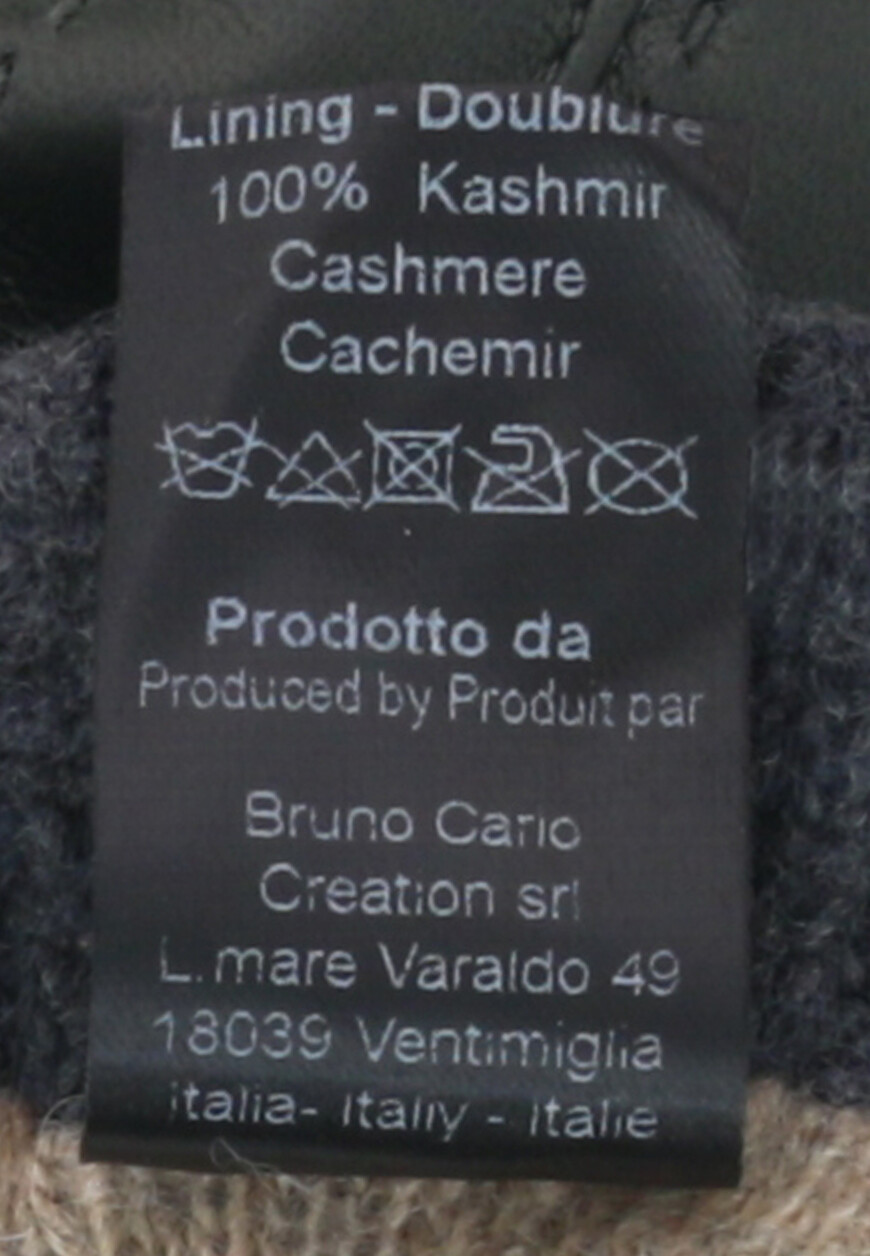 Lining - Doublure
100% Kashmir
Cashmere
Cachemir
Prodotto da
Produced by Produit par
Bruno Carlo
Creation srl
L.mare Varaldo 49
18039 Ventimiglia
italia- Itally - Italie